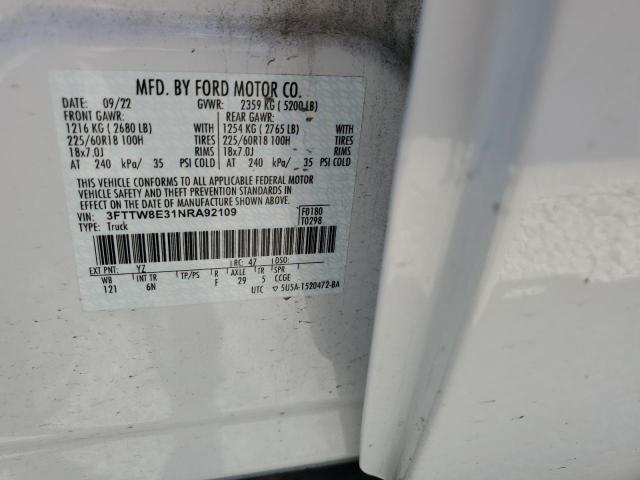 MFD. BY FORD MOTOR CO.
DATE: 09/22 GVWR: 2359 KG ( 5200 LB)
FRONT GAWR: REAR GAWR:
1216 KG ( 2680 LB) WITH 1254 KG ( 2765 LB) WITH
225/60R18 100H TIRES 225/60R18 100H TIRES
18x7.0J RIMS 18x7.0J RIMS
AT 240 kPa/ 35 PSI COLD AT 240 kPa/ 35 PSI COLD
THIS VEHICLE CONFORMS TO ALL APPLICABLE FEDERAL MOTOR
VEHICLE SAFETY AND THEFT PREVENTION STANDARDS IN
EFFECT ON THE DATE OF MANUFACTURE SHOWN ABOVE.
VIN: 3FTTW8E31NRA92109 F0180
TYPE: Truck T0298
EXT PNT: YZ RC: 47 DSO:
WB INT TR TP/PS R AXLE TR SPR
121 6N F 29 5 CCGE
UTC ▽ 5U5A-1520472-BA